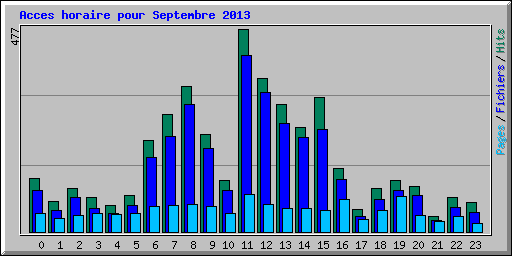 Acces horaire pour Septembre 2013
477
Pages / Fichiers / Hits
0 1 2 3 4 5 6 7 8 9 10 11 12 13 14 15 16 17 18 19 20 21 22 23